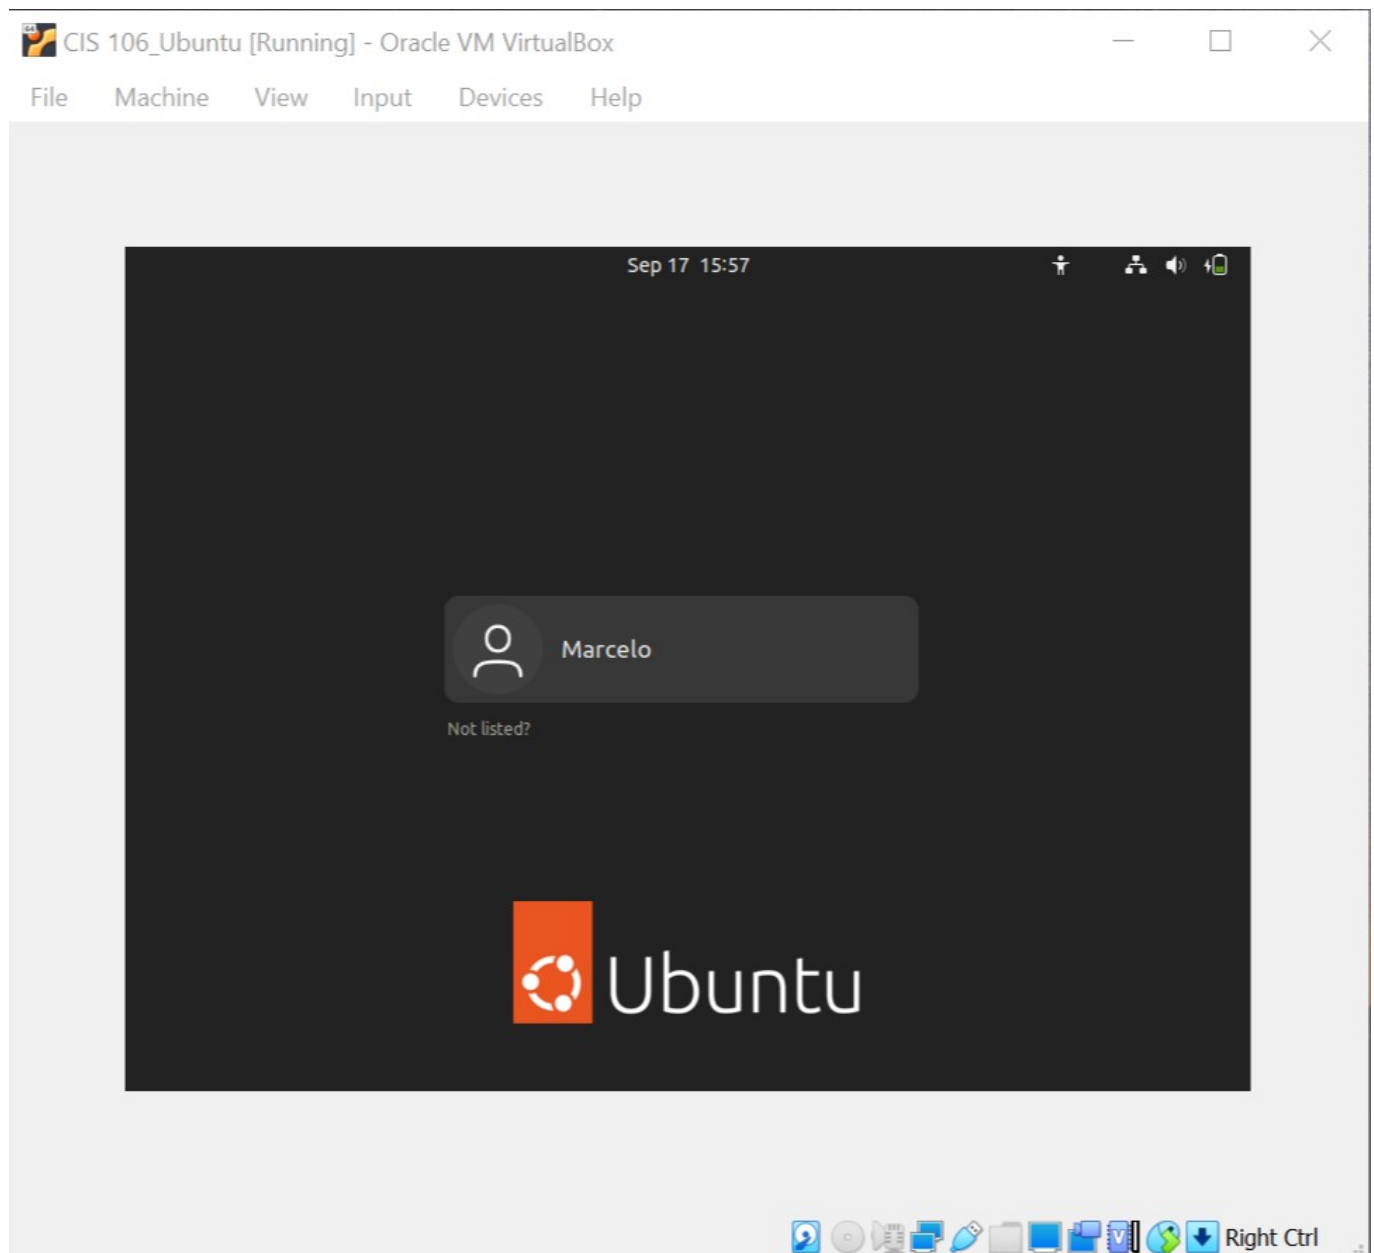 CIS 106_Ubuntu [Running] - Oracle VM VirtualBox
File Machine View Input Devices Help
Sep 17 15:57
Marcelo
Not listed?
Ubuntu
Right Ctrl